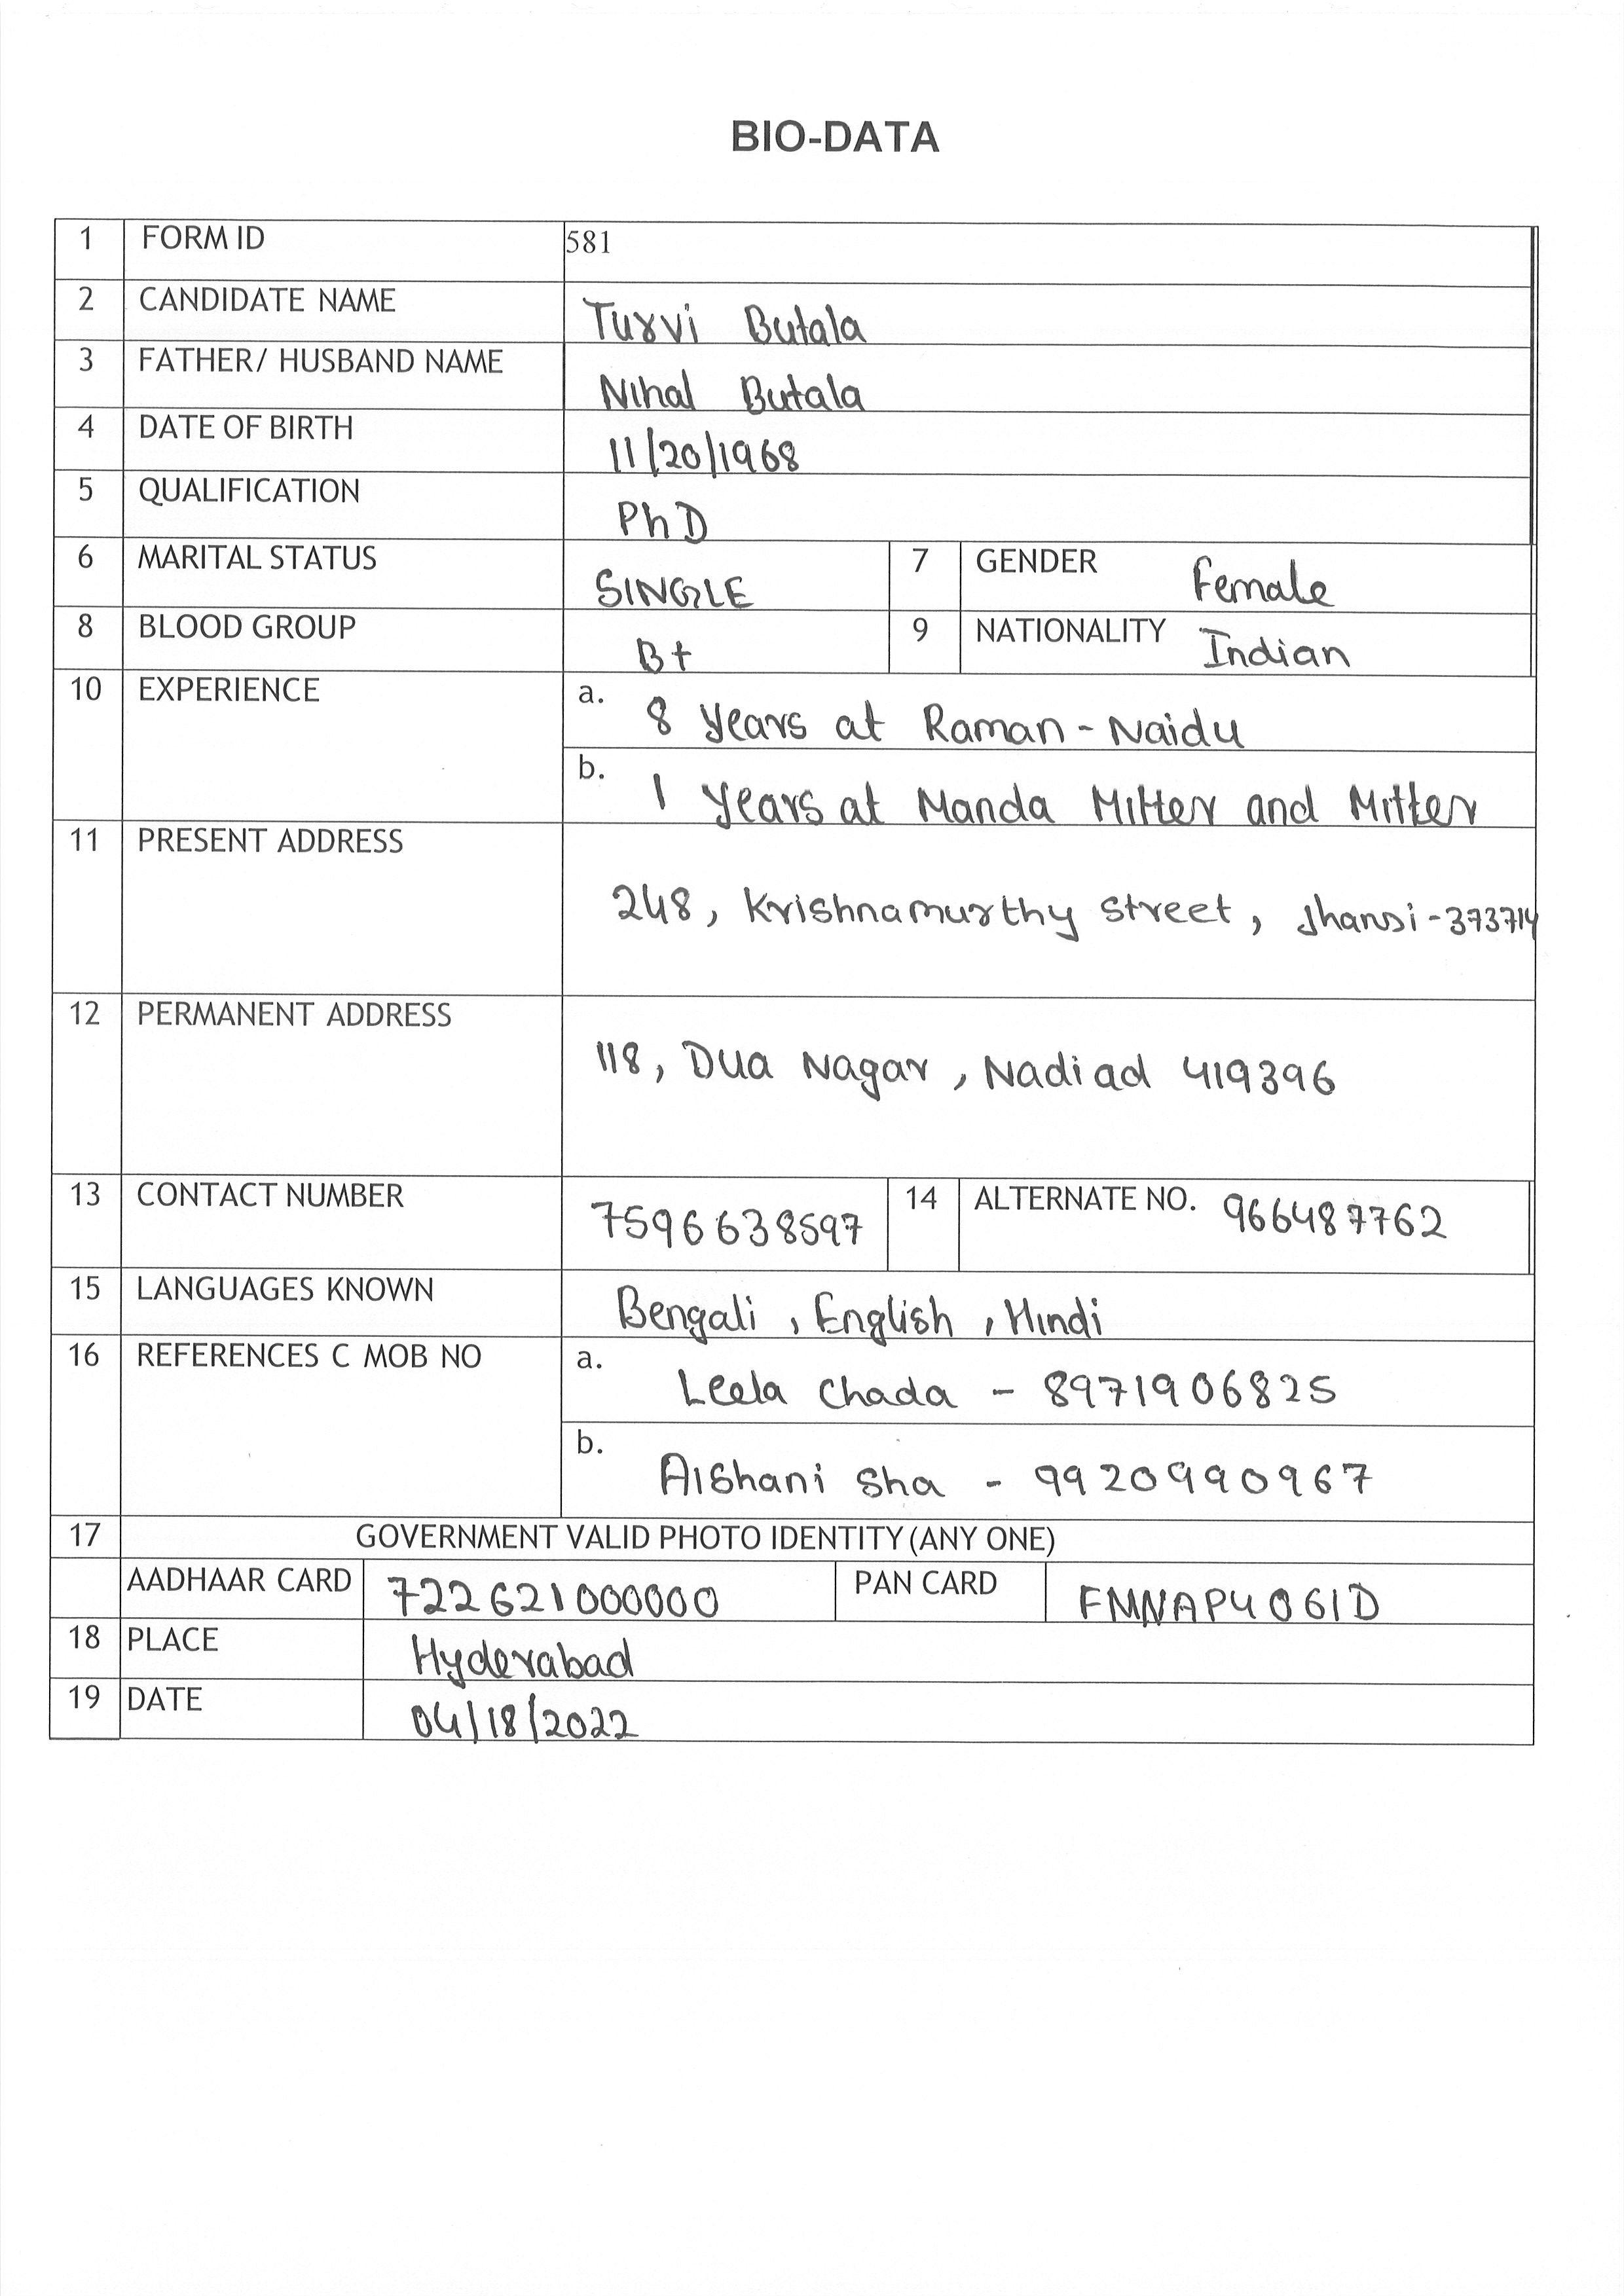 BIO-DATA
1 FORM ID 581
2 CANDIDATE NAME Turvi Butala
3 FATHER/ HUSBAND NAME Nihal Butala
4 DATE OF BIRTH 11/20/1968
5 QUALIFICATION PhD
6 MARITAL STATUS SINGLE 7 GENDER Female
8 BLOOD GROUP B+ 9 NATIONALITY Indian
10 EXPERIENCE a. 8 years at Raman-Naidu
b. 1 years at Manda Mitter and Mitter
11 PRESENT ADDRESS 248, Krishnamurthy street, Jhansi-373714
12 PERMANENT ADDRESS 118, Dua Nagar, Nadiad 419396
13 CONTACT NUMBER 7596638597 14 ALTERNATE NO. 966487762
15 LANGUAGES KNOWN Bengali, English, Hindi
16 REFERENCES C MOB NO a. Leela Chada - 8971906825
b. Aishani Sha - 9920990967
17 GOVERNMENT VALID PHOTO IDENTITY (ANY ONE)
AADHAAR CARD 722621000000 PAN CARD FMNAP4061D
18 PLACE Hyderabad
19 DATE 04/18/2022